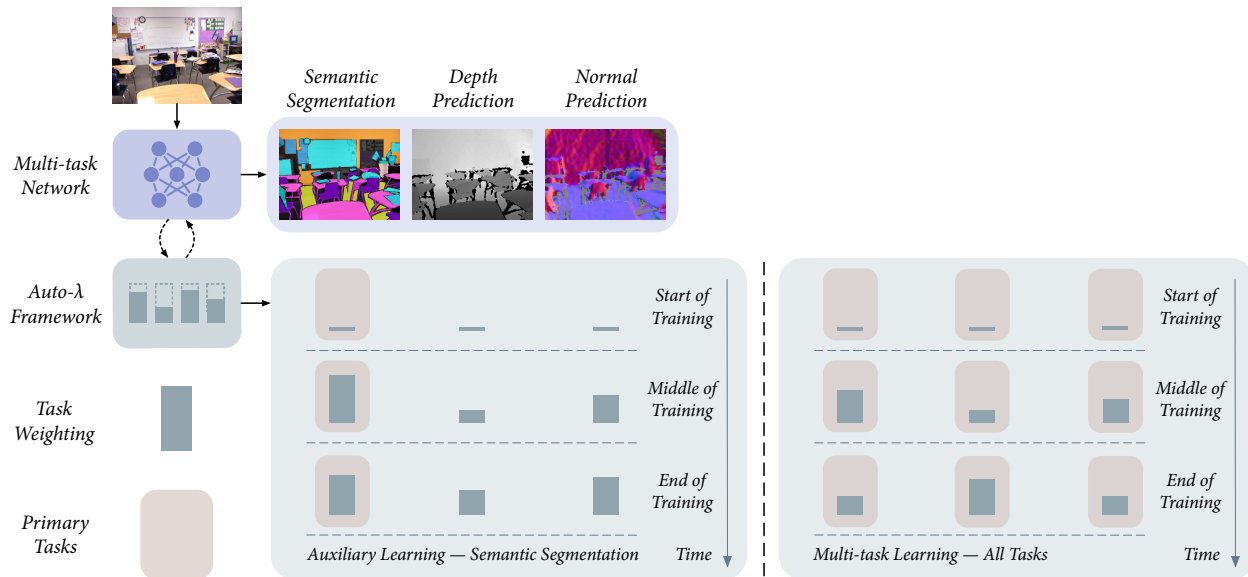 Semantic
Segmentation
Depth
Prediction
Normal
Prediction
Multi-task
Network
Auto-λ
Framework
Task
Weighting
Primary
Tasks
Start of
Training
Middle of
Training
End of
Training
Auxiliary Learning — Semantic Segmentation
Time
Start of
Training
Middle of
Training
End of
Training
Multi-task Learning — All Tasks
Time